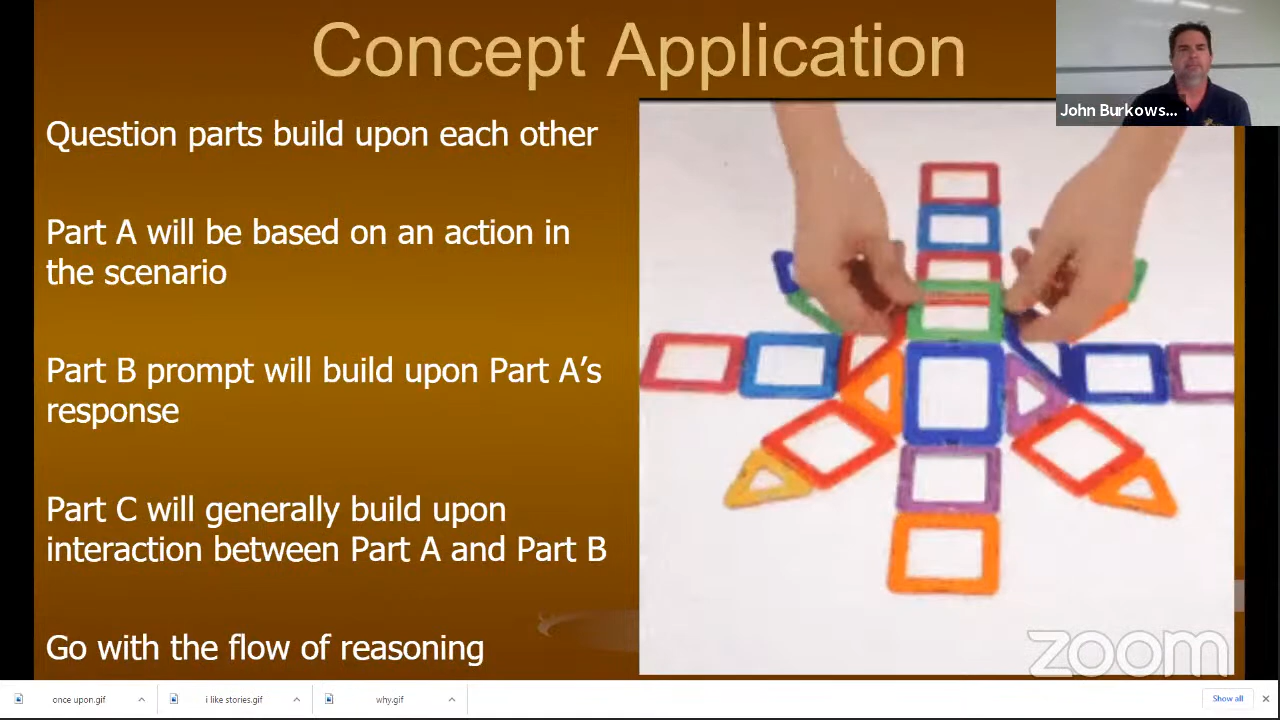 Concept Application
John Burkows...
Question parts build upon each other
Part A will be based on an action in
the scenario
Part B prompt will build upon Part A's
response
Part C will generally build upon
interaction between Part A and Part B
Go with the flow of reasoning
zoom
once upon.gif
i like stories.gif
why.gif
Show all